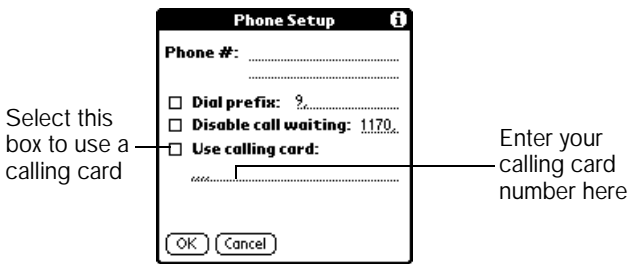 Phone Setup
Phone #:
Dial prefix: 9,
Disable call waiting: 1170,
Use calling card:
,,,,
OK Cancel
Select this
box to use a
calling card
Enter your
calling card
number here